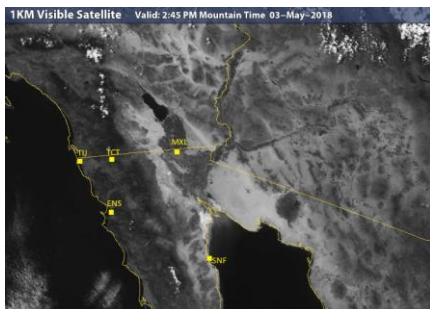 1KM Visible Satellite Valid: 2:45 PM Mountain Time 03-May-2018
TIJ TCT MXL
ENS
SNF